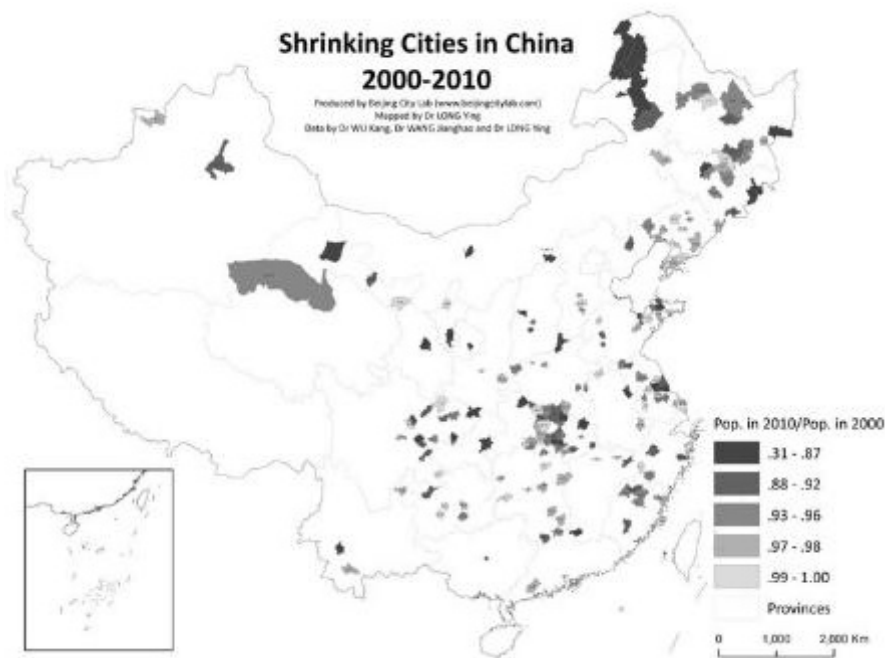 Shrinking Cities in China
2000-2010
Produced by Beijing City Lab (www.beijingcitylab.com)
Mapped by Dr LONG Ying
Data by Dr WU Kang, Dr WANG Jianghao and Dr LONG Ying
Pop. in 2010/Pop. in 2000
.31 - .87
.88 - .92
.93 - .96
.97 - .98
.99 - 1.00
Provinces
0 1,000 2,000 Km